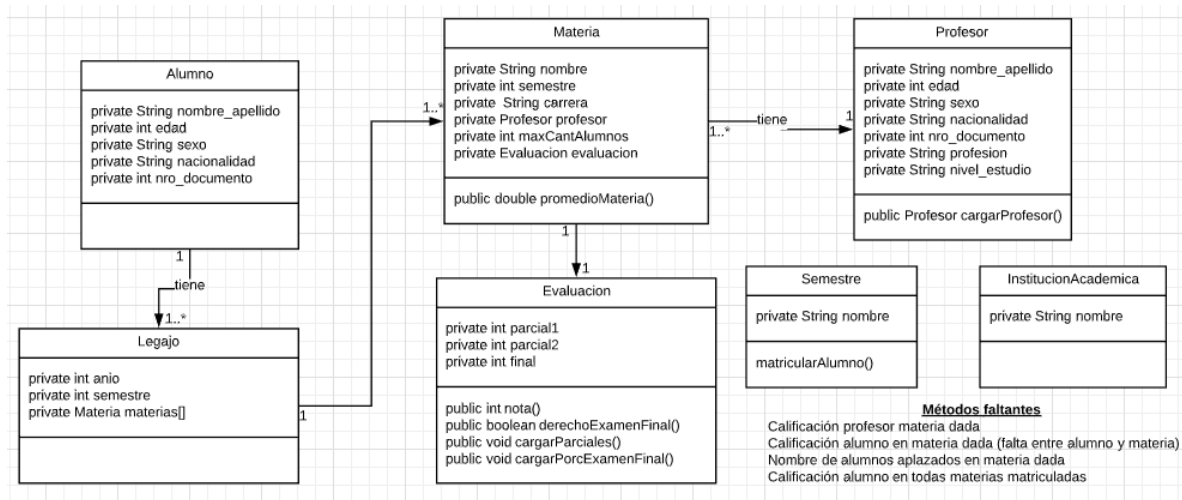 Alumno
private String nombre_apellido
private int edad
private String sexo
private String nacionalidad
private int nro_documento
1
tiene
1..*
Legajo
private int anio
private int semestre
private Materia materias[]
1
1..*
Materia
private String nombre
private int semestre
private String carrera
private Profesor profesor
private int maxCantAlumnos
private Evaluacion evaluacion
public double promedioMateria()
1..*
tiene
1
Profesor
private String nombre_apellido
private int edad
private String sexo
private String nacionalidad
private int nro_documento
private String profesion
private String nivel_estudio
public Profesor cargarProfesor()
1
1
Evaluacion
private int parcial1
private int parcial2
private int final
public int nota()
public boolean derechoExamenFinal()
public void cargarParciales()
public void cargarPorcExamenFinal()
Semestre
private String nombre
matricularAlumno()
InstitucionAcademica
private String nombre
Métodos faltantes
Calificación profesor materia dada
Calificación alumno en materia dada (falta entre alumno y materia)
Nombre de alumnos aplazados en materia dada
Calificación alumno en todas materias matriculadas